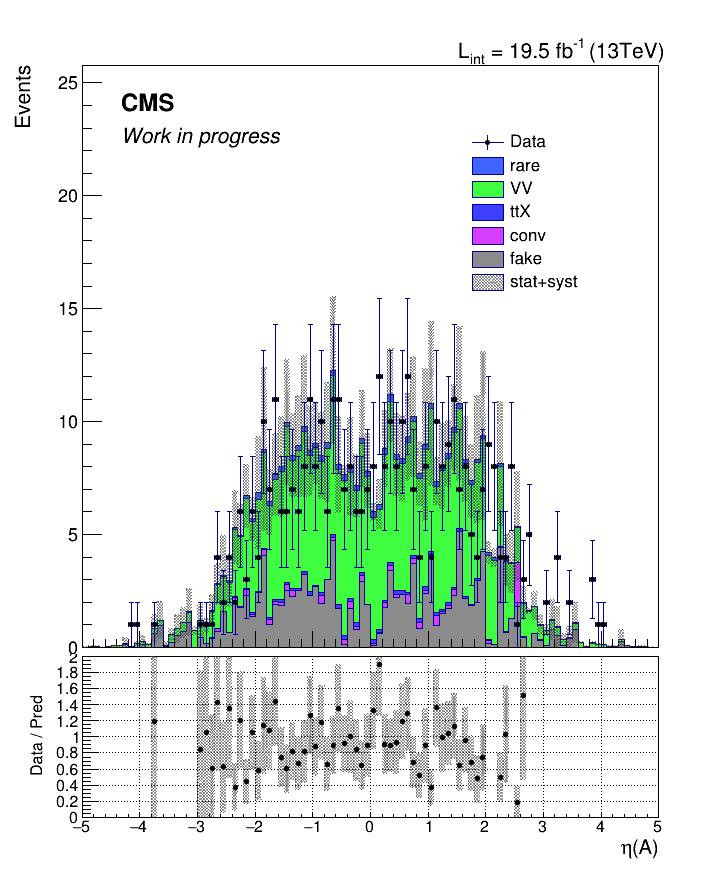 L_int = 19.5 fb^-1 (13TeV)
Events
CMS
Work in progress
Data
rare
VV
ttX
conv
fake
stat+syst
25
20
15
10
5
0
Data / Pred
2
1.8
1.6
1.4
1.2
1
0.8
0.6
0.4
0.2
0
−5 −4 −3 −2 −1 0 1 2 3 4 5
η(A)